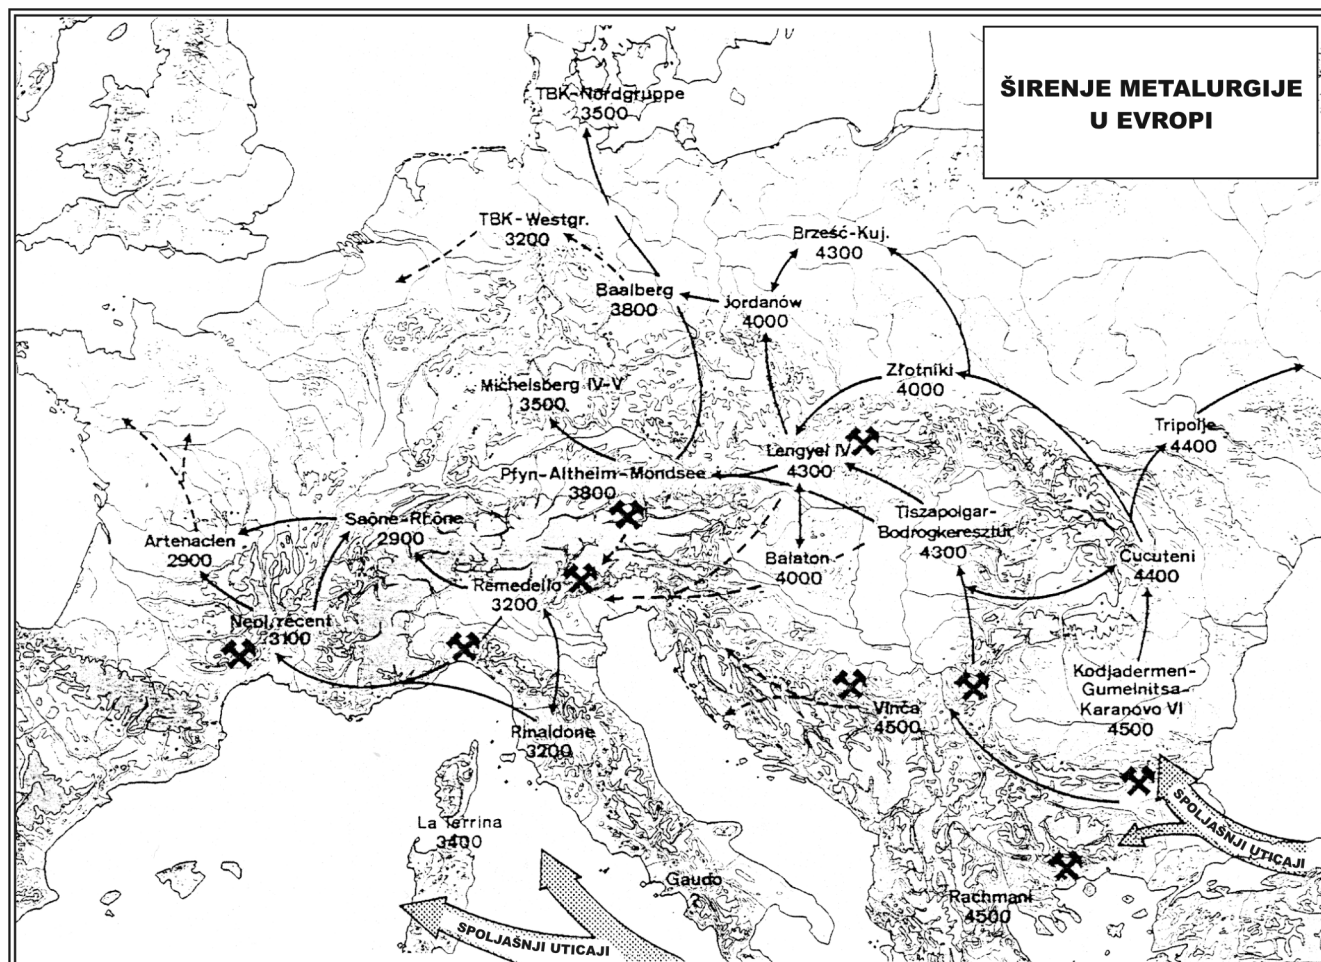 ŠIRENJE METALURGIJE
U EVROPI
TBK-Nordgruppe
3500
TBK-Westgr.
3200
Brześć-Kuj.
4300
Baalberg
3800
Jordanów
4000
Michelsberg IV-V
3500
Złotniki
4000
Tripolje
4400
Lengyel IV
4300
Pfyn-Altheim-Mondsee
3800
Saône-Rhône
2900
Artenacien
2900
Tiszapolgar-
Bodrogkeresztur
4300
Balaton
4000
Cucuteni
4400
Remedello
3200
Neol. récent
3100
Kodjadermen-
Gumelnitsa-
Karanovo VI
4500
Vinča
4500
Rinaldone
3200
La Terrina
3400
Gaudo
?
Rachmani
4500
SPOLJAŠNJI UTICAJI
SPOLJAŠNJI UTICAJI